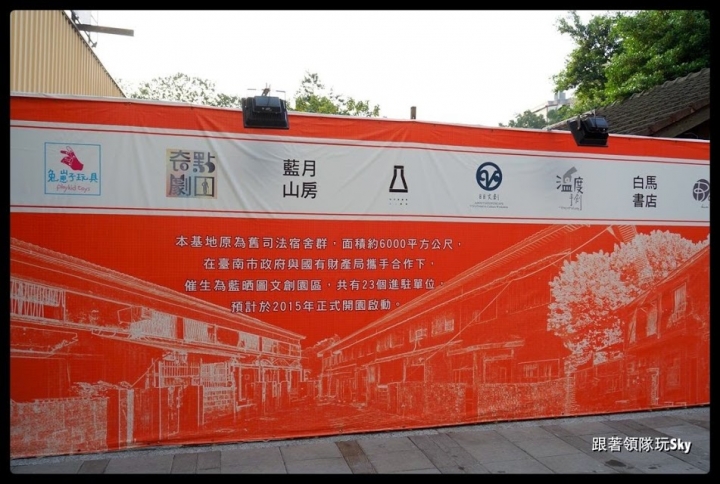 兔崽子玩具
奇點
劇団
藍月
山房
溫度
白馬
書店
本基地原為舊司法宿舍群，面積約6000平方公尺，
在臺南市政府與國有財產局攜手合作下，
催生為藍晒圖文創園區，共有23個進駐單位，
預計於2015年正式開園啟動。
跟著領隊玩Sky